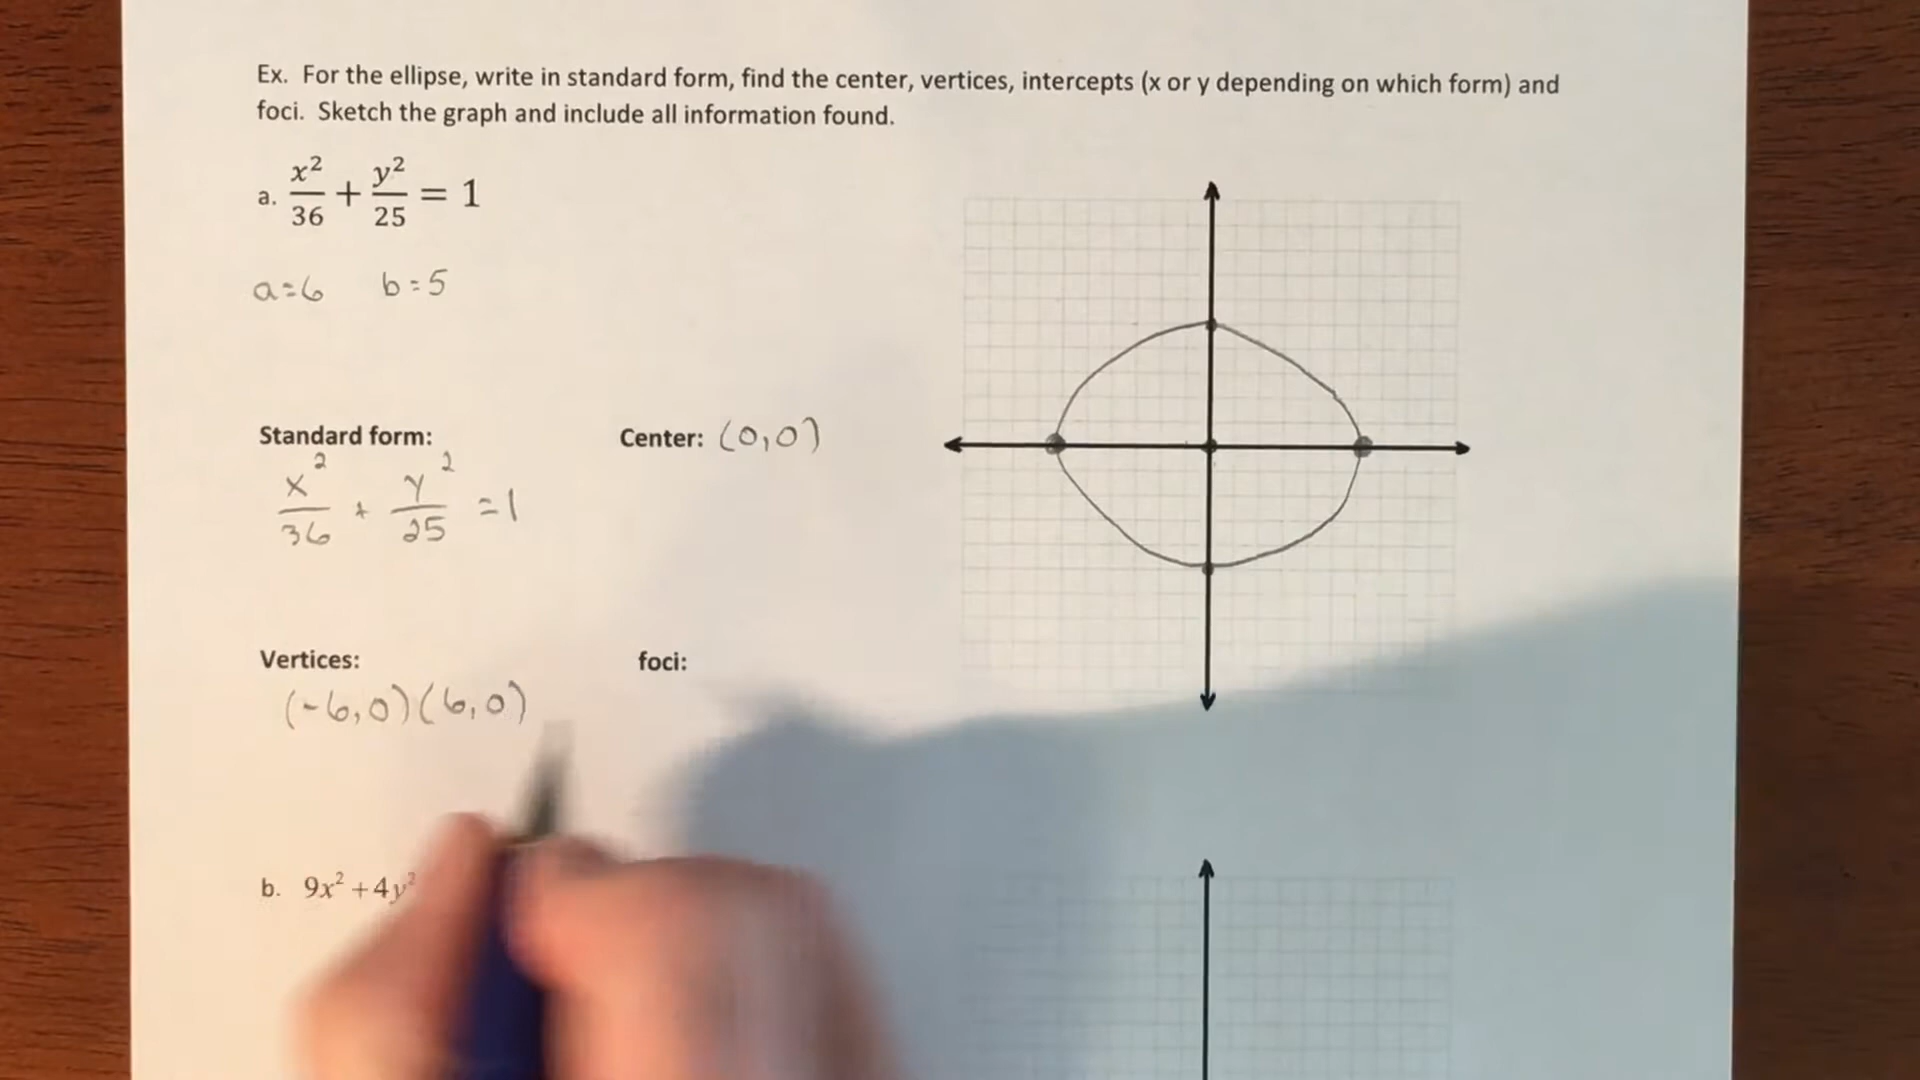 Ex. For the ellipse, write in standard form, find the center, vertices, intercepts (x or y depending on which form) and
foci. Sketch the graph and include all information found.
a. x²/36 + y²/25 = 1
a=6 b=5
Standard form:
x²/36 + y²/25 =1
Center: (0,0)
Vertices:
(-6,0)(6,0)
foci:
b. 9x² + 4y²